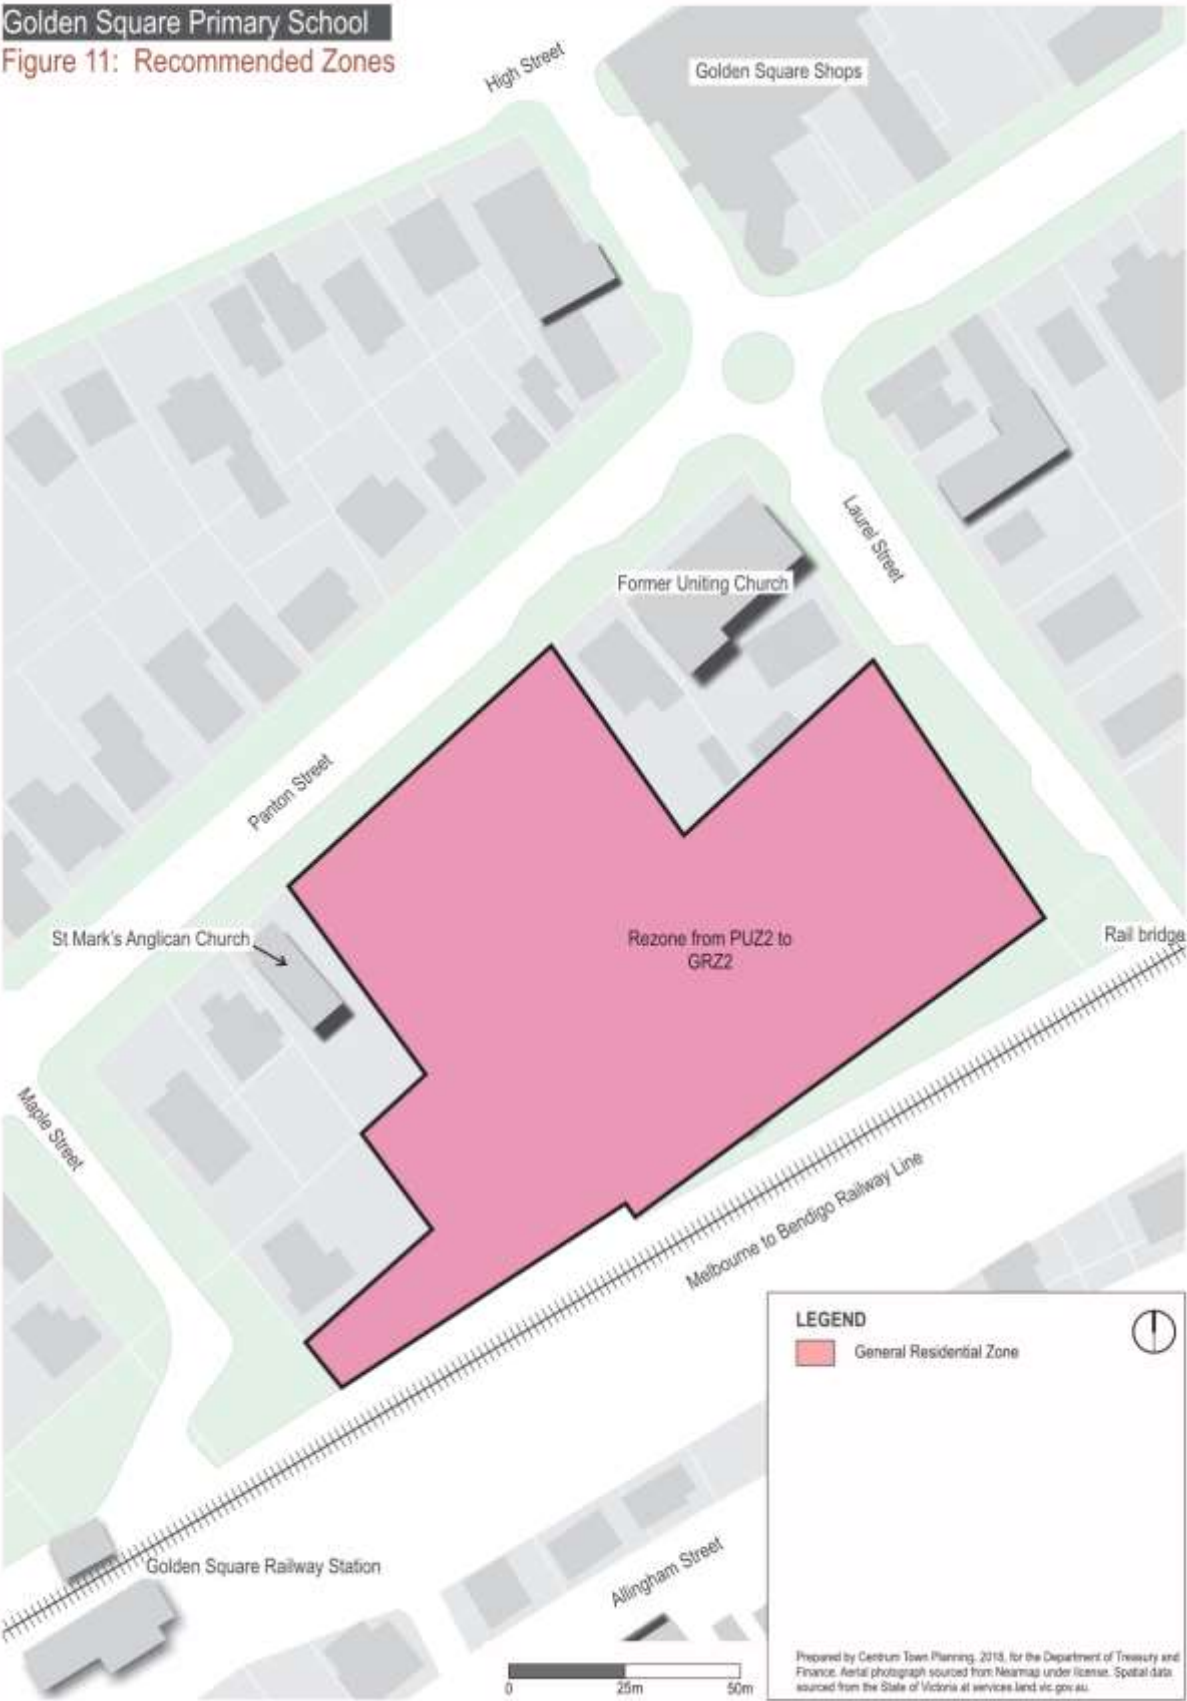 Golden Square Primary School
Figure 11: Recommended Zones
High Street
Golden Square Shops
Laurel Street
Former Uniting Church
Panton Street
St Mark's Anglican Church
Rezone from PUZ2 to
GRZ2
Rail bridge
Maple Street
Melbourne to Bendigo Railway Line
LEGEND
General Residential Zone
Golden Square Railway Station
Allingham Street
0 25m 50m
Prepared by Centrum Town Planning, 2018, for the Department of Treasury and
Finance. Aerial photograph sourced from Nearmap under license. Spatial data
sourced from the State of Victoria at services.land.vic.gov.au.